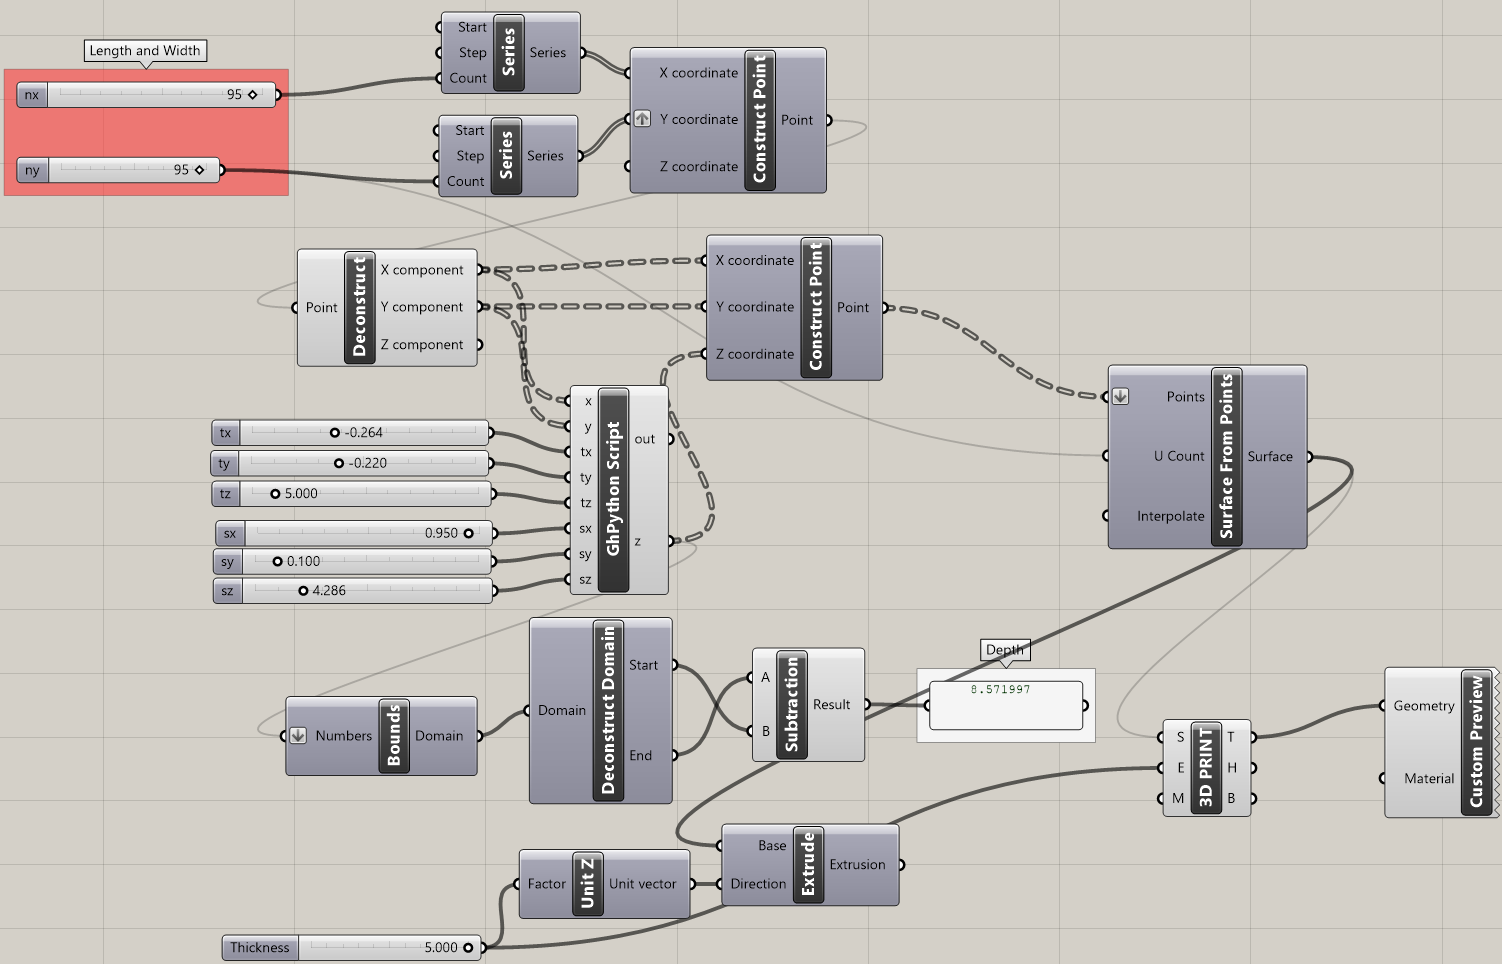 Length and Width
nx 95
ny 95
Start
Step
Count
Series
Series
Start
Step
Count
Series
Series
X coordinate
Y coordinate
Z coordinate
Construct Point
Point
Point
Deconstruct
X component
Y component
Z component
X coordinate
Y coordinate
Z coordinate
Construct Point
Point
tx -0.264
ty -0.220
tz 5.000
sx 0.950
sy 0.100
sz 4.286
x
y
tx
ty
tz
sx
sy
sz
GhPython Script
out
z
Points
U Count
Interpolate
Surface From Points
Surface
Numbers
Bounds
Domain
Domain
Deconstruct Domain
Start
End
A
B
Subtraction
Result
Depth
8.571997
S
E
M
3D PRINT
T
H
B
Geometry
Material
Custom Preview
Factor
Unit Z
Unit vector
Base
Direction
Extrude
Extrusion
Thickness 5.000